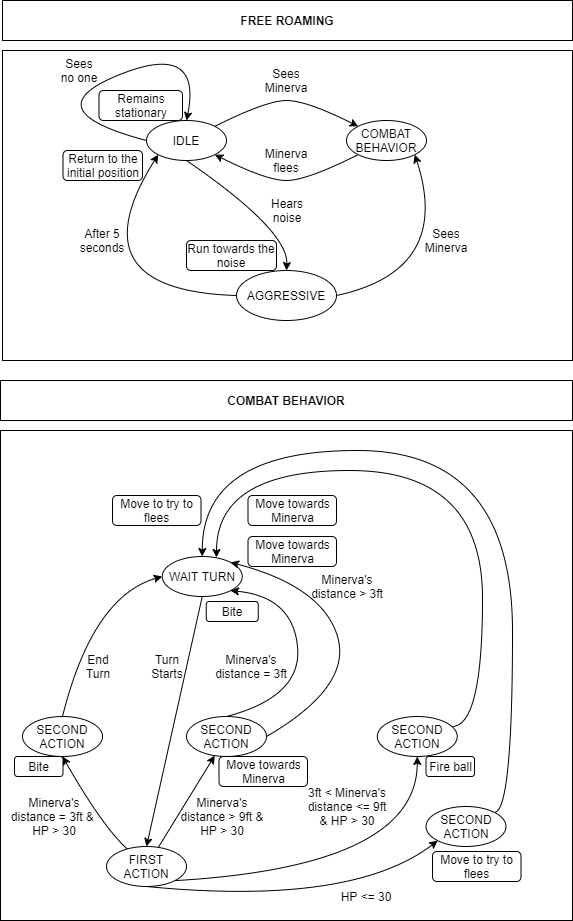 FREE ROAMING
Sees
no one
Sees
Minerva
Remains
stationary
IDLE
COMBAT
BEHAVIOR
Return to the
initial position
Minerva
flees
Hears
noise
After 5
seconds
Sees
Minerva
Run towards the
noise
AGGRESSIVE
COMBAT BEHAVIOR
Move to try to
flees
Move towards
Minerva
Move towards
Minerva
WAIT TURN
Minerva's
distance > 3ft
Bite
End
Turn
Turn
Starts
Minerva's
distance = 3ft
SECOND
ACTION
SECOND
ACTION
SECOND
ACTION
Bite
Move towards
Minerva
Fire ball
Minerva's
distance = 3ft &
HP > 30
Minerva's
distance > 9ft &
HP > 30
3ft < Minerva's
distance <= 9ft
& HP > 30
SECOND
ACTION
FIRST
ACTION
Move to try to
flees
HP <= 30